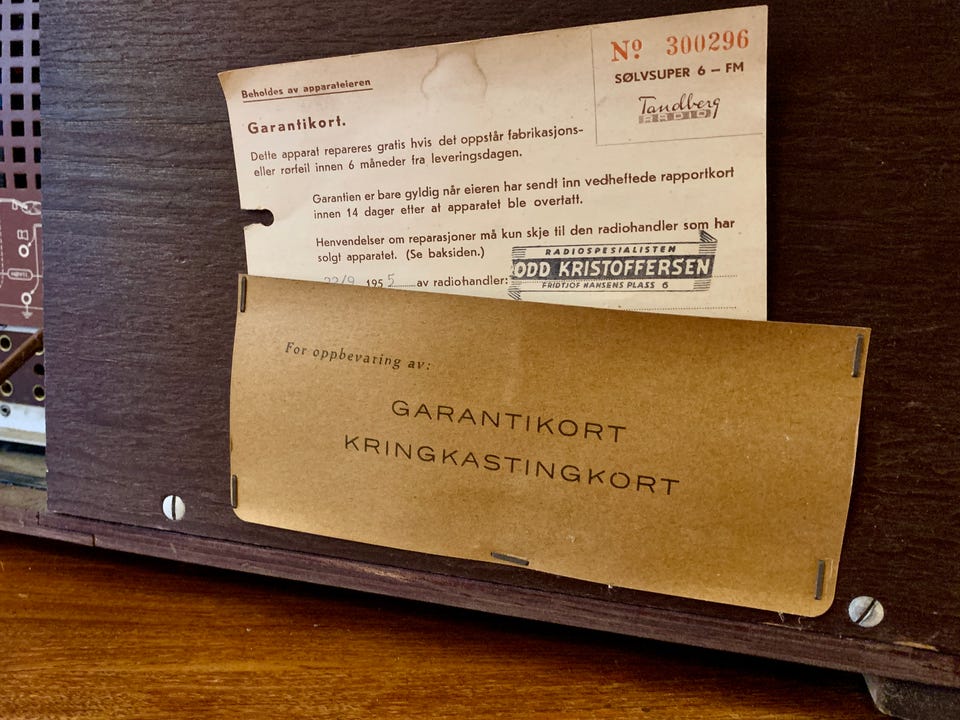 Beholdes av apparateieren
Nº 300296
SØLVSUPER 6 – FM
Tandberg
RADIO
Garantikort.
Dette apparat repareres gratis hvis det oppstår fabrikasjons-
eller rørfeil innen 6 måneder fra leveringsdagen.
Garantien er bare gyldig når eieren har sendt inn vedheftede rapportkort
innen 14 dager etter at apparatet ble overtatt.
Henvendelser om reparasjoner må kun skje til den radiohandler som har
solgt apparatet. (Se baksiden.)
RADIOSPESIALISTEN
ODD KRISTOFFERSEN
FRIDTJOF NANSENS PLASS 6
22/9 1955 av radiohandler:
For oppbevaring av:
GARANTIKORT
KRINGKASTINGKORT